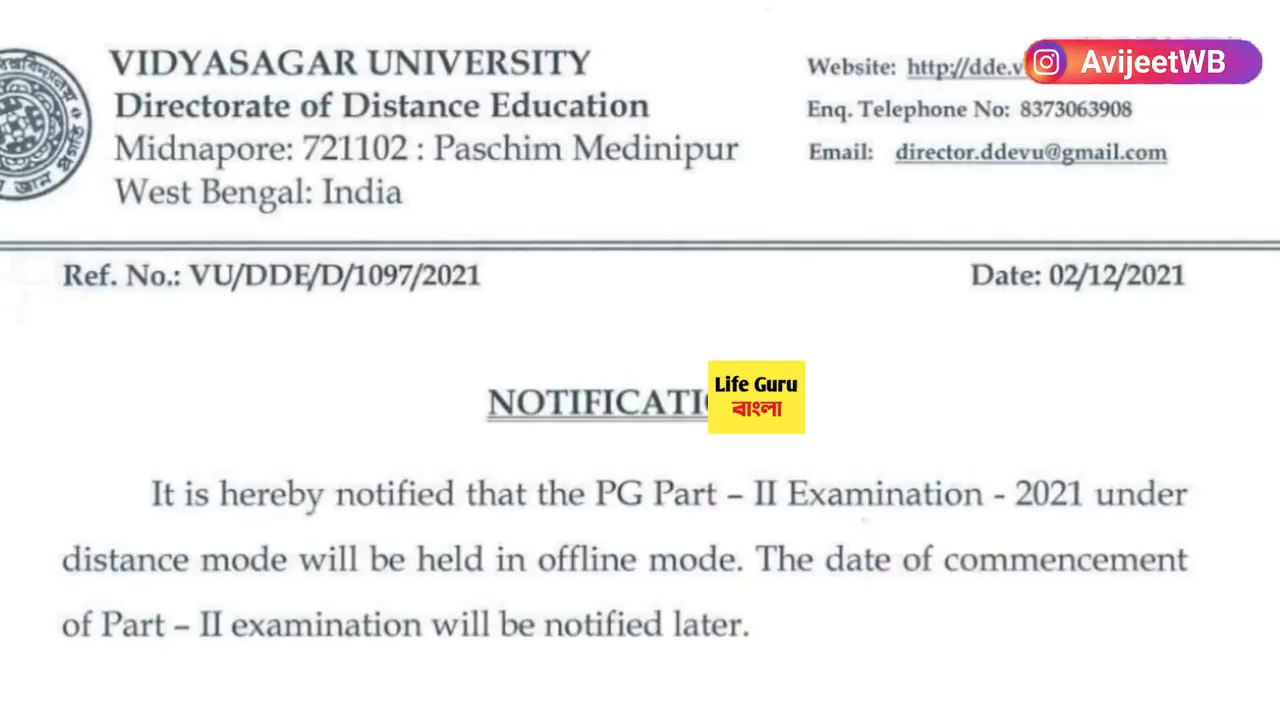 VIDYASAGAR UNIVERSITY
Directorate of Distance Education
Midnapore: 721102 : Paschim Medinipur
West Bengal: India
Website: http://dde.v
Enq. Telephone No: 8373063908
Email: director.ddevu@gmail.com
AvijeetWB
Ref. No.: VU/DDE/D/1097/2021
Date: 02/12/2021
NOTIFICATI
Life Guru
বাংলা
It is hereby notified that the PG Part – II Examination - 2021 under
distance mode will be held in offline mode. The date of commencement
of Part – II examination will be notified later.